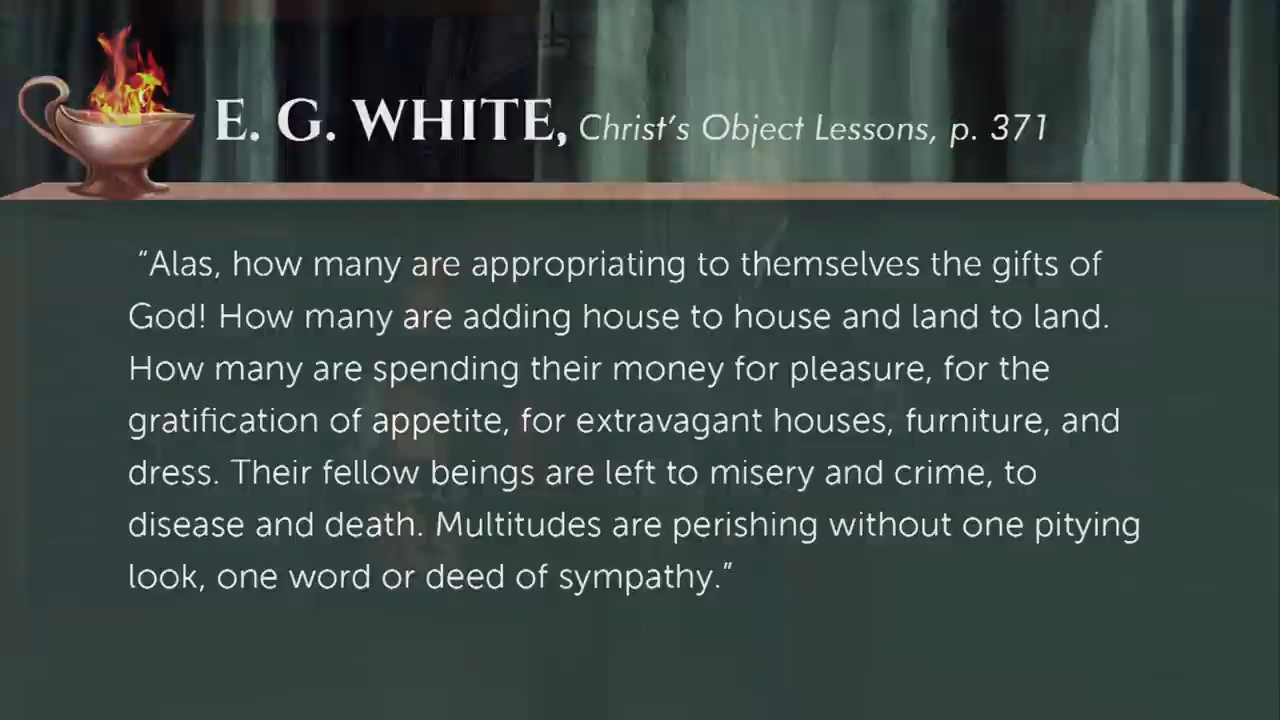 E. G. WHITE, Christ's Object Lessons, p. 371
“Alas, how many are appropriating to themselves the gifts of
God! How many are adding house to house and land to land.
How many are spending their money for pleasure, for the
gratification of appetite, for extravagant houses, furniture, and
dress. Their fellow beings are left to misery and crime, to
disease and death. Multitudes are perishing without one pitying
look, one word or deed of sympathy.”